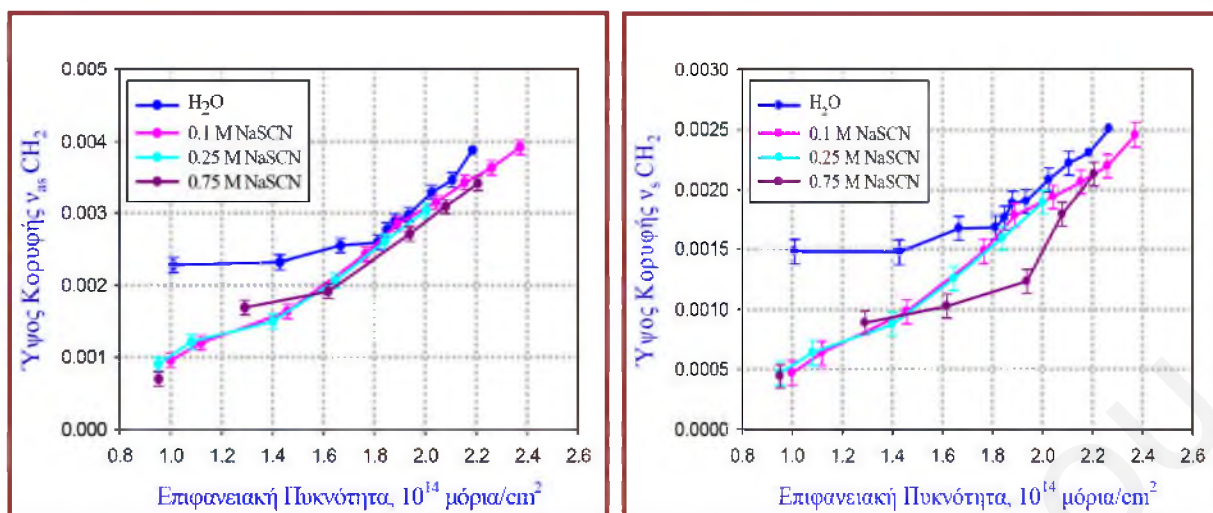 0.005
0.004
0.003
0.002
0.001
0.000
Ύψος Κορυφής νas CH2
H2O
0.1 M NaSCN
0.25 M NaSCN
0.75 M NaSCN
0.8 1.0 1.2 1.4 1.6 1.8 2.0 2.2 2.4 2.6
Επιφανειακή Πυκνότητα, 10^14 μόρια/cm^2
0.0030
0.0025
0.0020
0.0015
0.0010
0.0005
0.0000
Ύψος Κορυφής νs CH2
H2O
0.1 M NaSCN
0.25 M NaSCN
0.75 M NaSCN
0.8 1.0 1.2 1.4 1.6 1.8 2.0 2.2 2.4 2.6
Επιφανειακή Πυκνότητα, 10^14 μόρια/cm^2